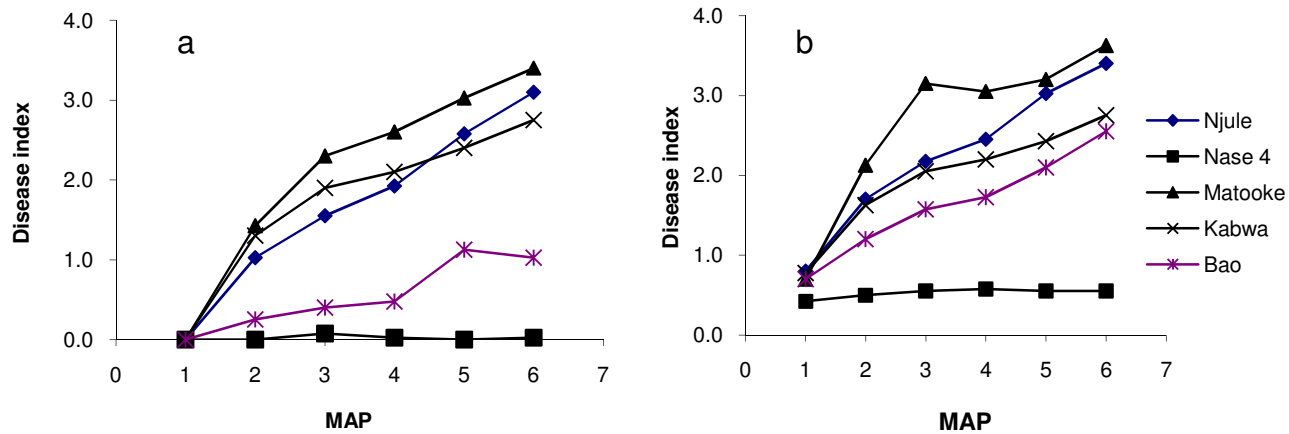 a
Disease index
4.0
3.0
2.0
1.0
0.0
0 1 2 3 4 5 6 7
MAP
b
Disease index
4.0
3.0
2.0
1.0
0.0
0 1 2 3 4 5 6 7
MAP
Njule
Nase 4
Matooke
Kabwa
Bao